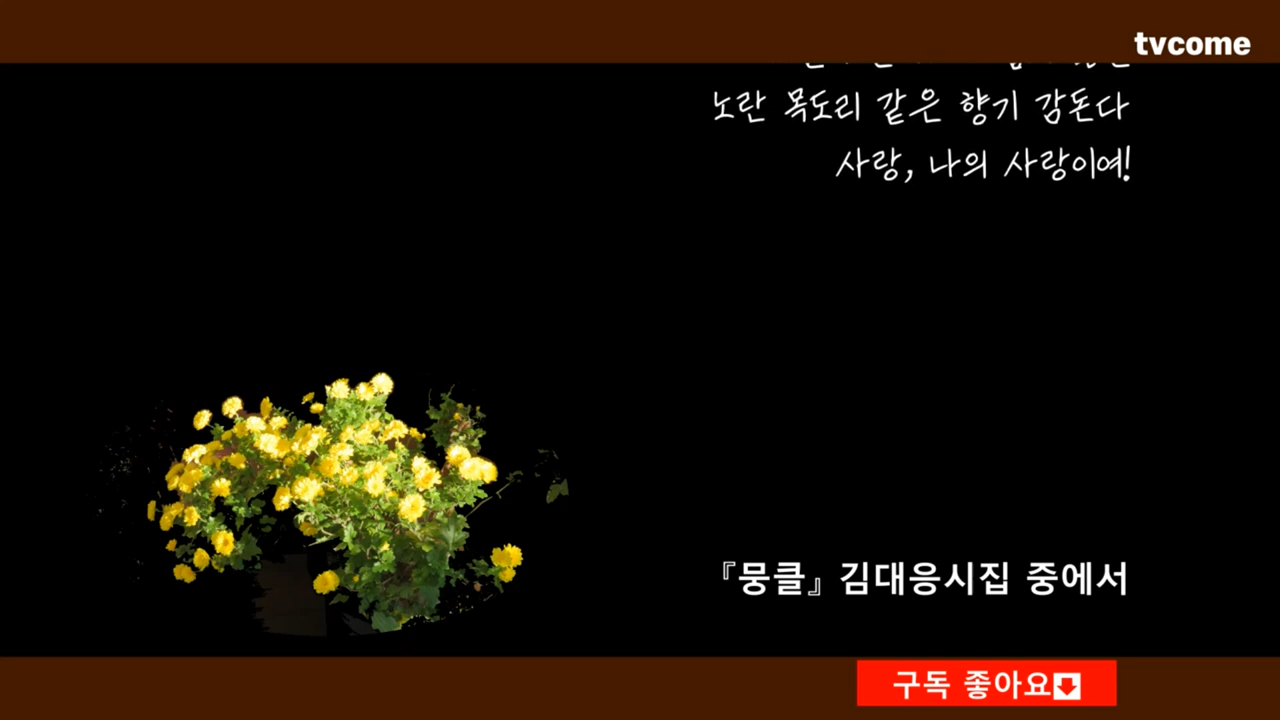 tvcome
노란 목도리 같은 향기 감돈다
사랑, 나의 사랑이여!
『뭉클』 김대응시집 중에서
구독 좋아요